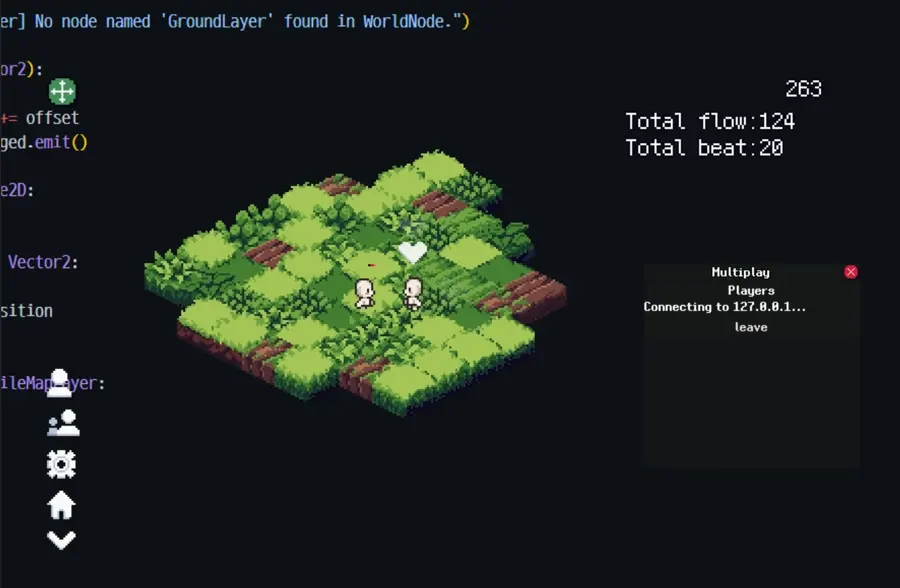 er] No node named 'GroundLayer' found in WorldNode.")
or2):
+= offset
ged.emit()
e2D:
Vector2:
sition
ileMapLayer:
263
Total flow:124
Total beat:20
Multiplay
Players
Connecting to 127.0.0.1...
leave